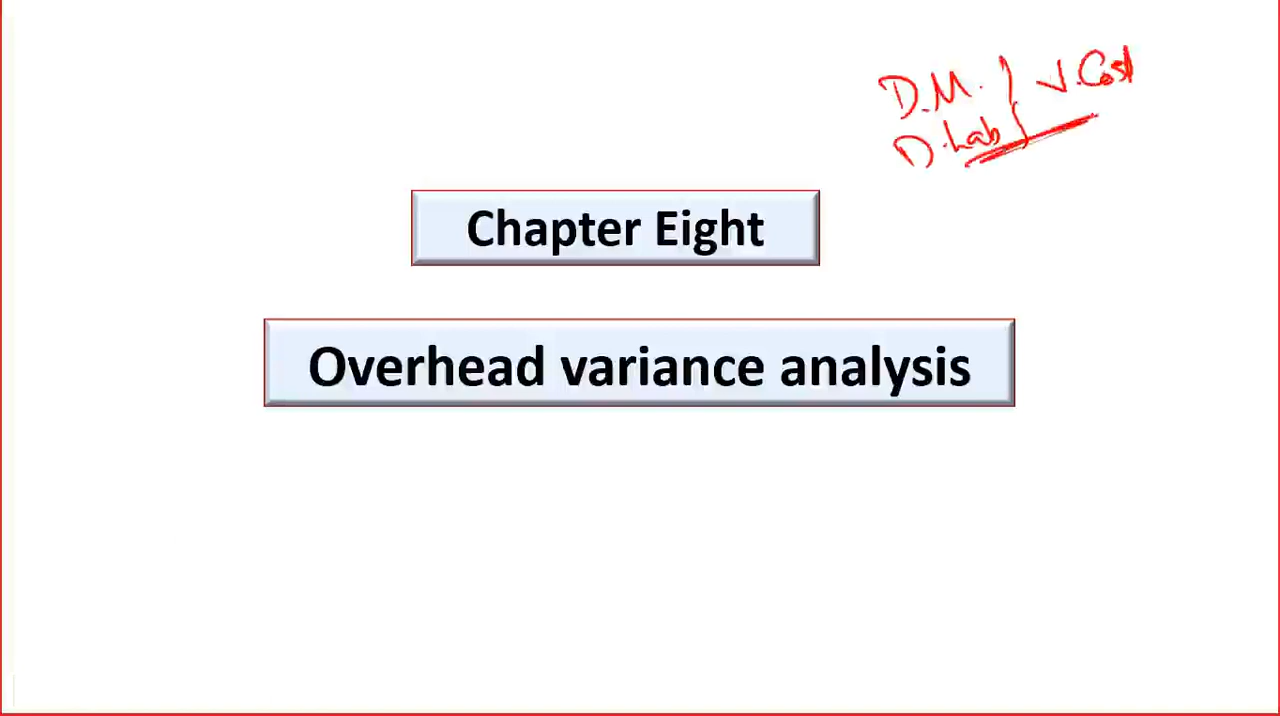 D.M. } V.Cost
D.Lab
Chapter Eight
Overhead variance analysis